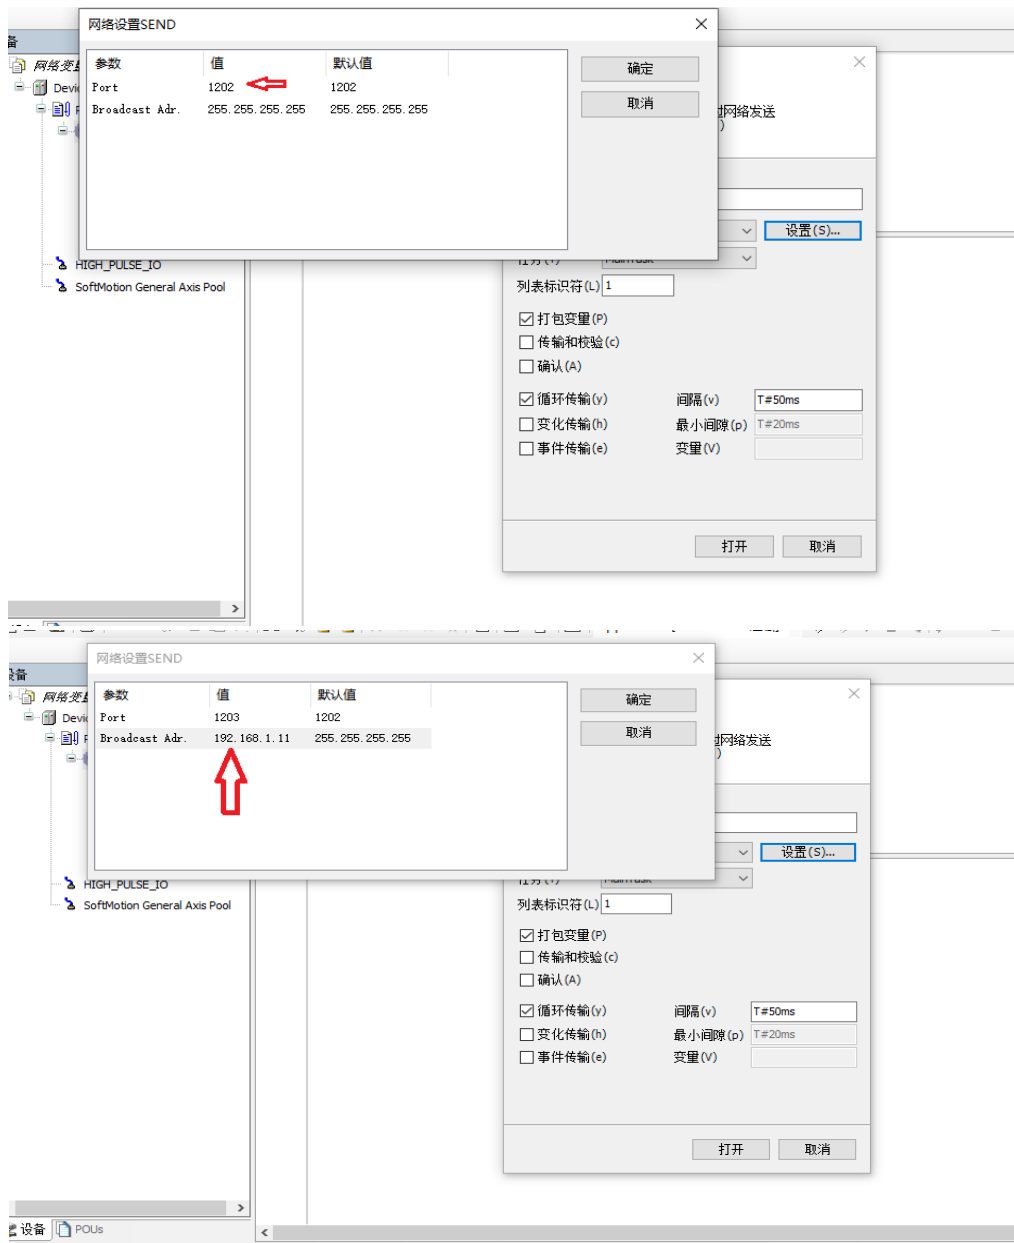 网络设置SEND
备
参数 值 默认值
Port 1202 1202
Broadcast Adr. 255.255.255.255 255.255.255.255
确定
取消
网络变
Devi
网络发送
)
设置(S)...
HIGH_PULSE_IO
SoftMotion General Axis Pool
列表标识符(L) 1
打包变量(P)
传输和校验(c)
确认(A)
循环传输(y) 间隔(v) T#50ms
变化传输(h) 最小间隙(p) T#20ms
事件传输(e) 变量(V)
打开 取消
网络设置SEND
设备
参数 值 默认值
Port 1203 1202
Broadcast Adr. 192.168.1.11 255.255.255.255
确定
取消
网络变
Devi
网络发送
)
设置(S)...
HIGH_PULSE_IO
SoftMotion General Axis Pool
列表标识符(L) 1
打包变量(P)
传输和校验(c)
确认(A)
循环传输(y) 间隔(v) T#50ms
变化传输(h) 最小间隙(p) T#20ms
事件传输(e) 变量(V)
打开 取消
设备 POUs